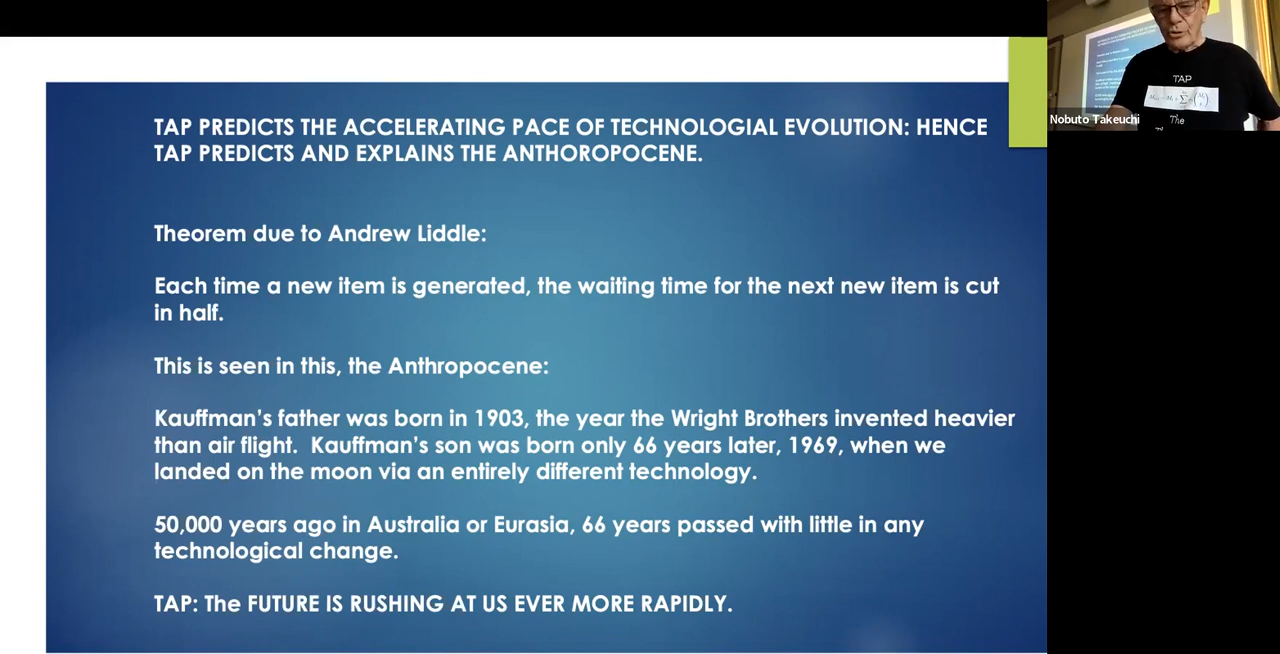 TAP PREDICTS THE ACCELERATING PACE OF TECHNOLOGIAL EVOLUTION: HENCE
TAP PREDICTS AND EXPLAINS THE ANTHOROPOCENE.
Theorem due to Andrew Liddle:
Each time a new item is generated, the waiting time for the next new item is cut
in half.
This is seen in this, the Anthropocene:
Kauffman's father was born in 1903, the year the Wright Brothers invented heavier
than air flight.  Kauffman's son was born only 66 years later, 1969, when we
landed on the moon via an entirely different technology.
50,000 years ago in Australia or Eurasia, 66 years passed with little in any
technological change.
TAP: The FUTURE IS RUSHING AT US EVER MORE RAPIDLY.
TAP
The
Nobuto Takeuchi